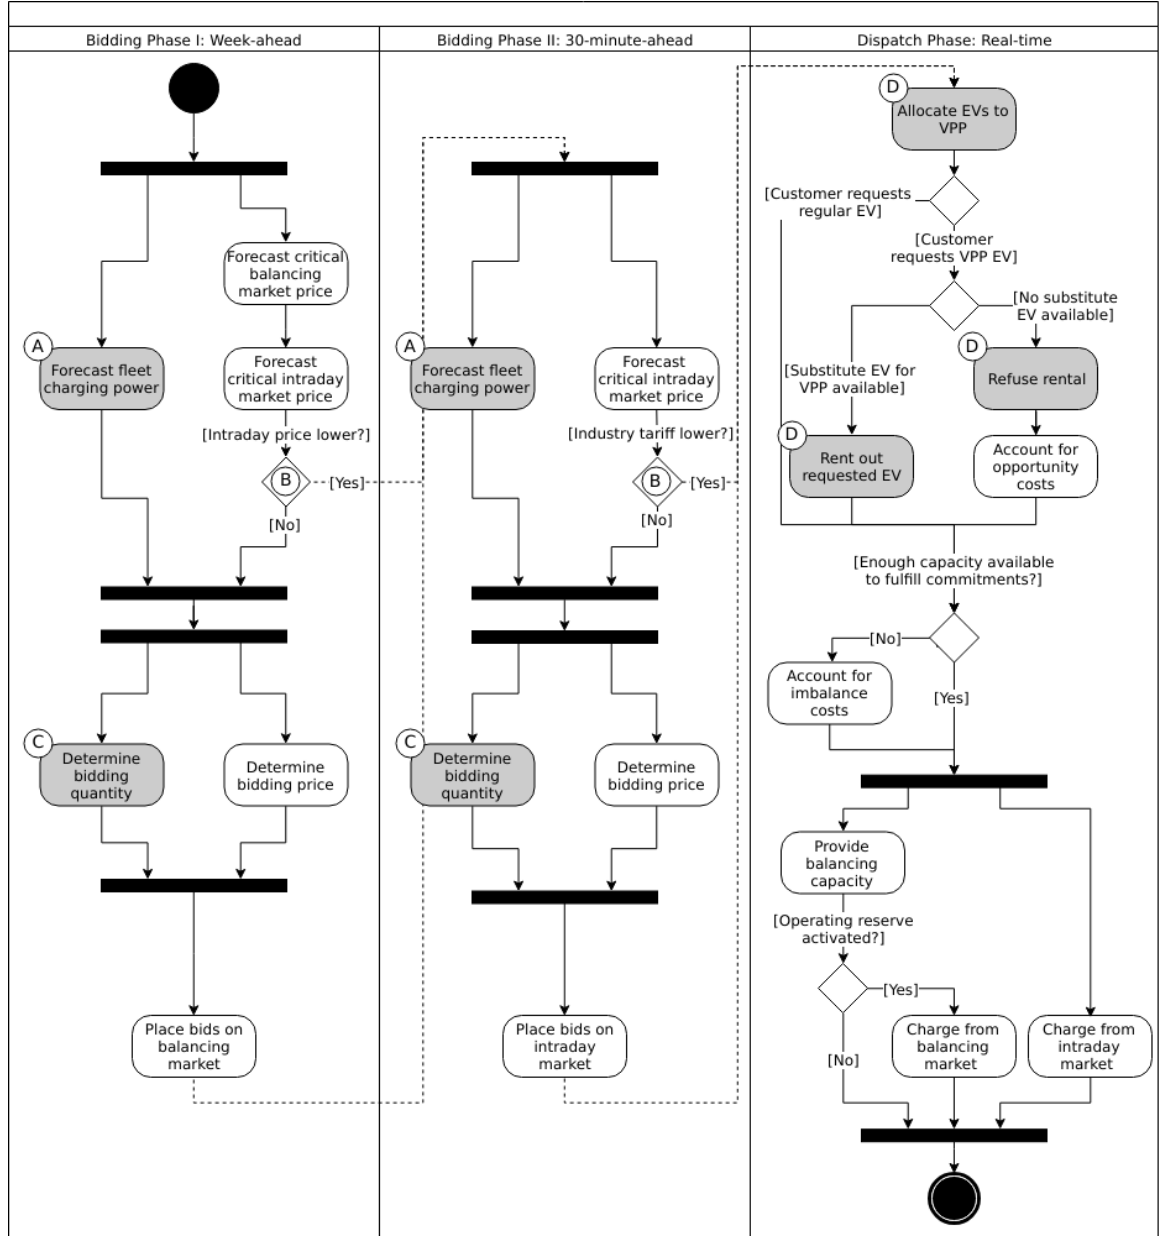 Bidding Phase I: Week-ahead
Bidding Phase II: 30-minute-ahead
Dispatch Phase: Real-time
Forecast critical
balancing
market price
A
Forecast fleet
charging power
Forecast
critical intraday
market price
[Intraday price lower?]
B
[Yes]
[No]
C
Determine
bidding
quantity
Determine
bidding price
Place bids on
balancing
market
A
Forecast fleet
charging power
Forecast
critical intraday
market price
[Industry tariff lower?]
B
[Yes]
[No]
C
Determine
bidding
quantity
Determine
bidding price
Place bids on
intraday
market
D
Allocate EVs to
VPP
[Customer requests
regular EV]
[Customer
requests VPP EV]
[No substitute
EV available]
[Substitute EV for
VPP available]
D
Refuse rental
D
Rent out
requested EV
Account for
opportunity
costs
[Enough capacity available
to fulfill commitments?]
[No]
Account for
imbalance
costs
[Yes]
Provide
balancing
capacity
[Operating reserve
activated?]
[Yes]
[No]
Charge from
balancing
market
Charge from
intraday
market